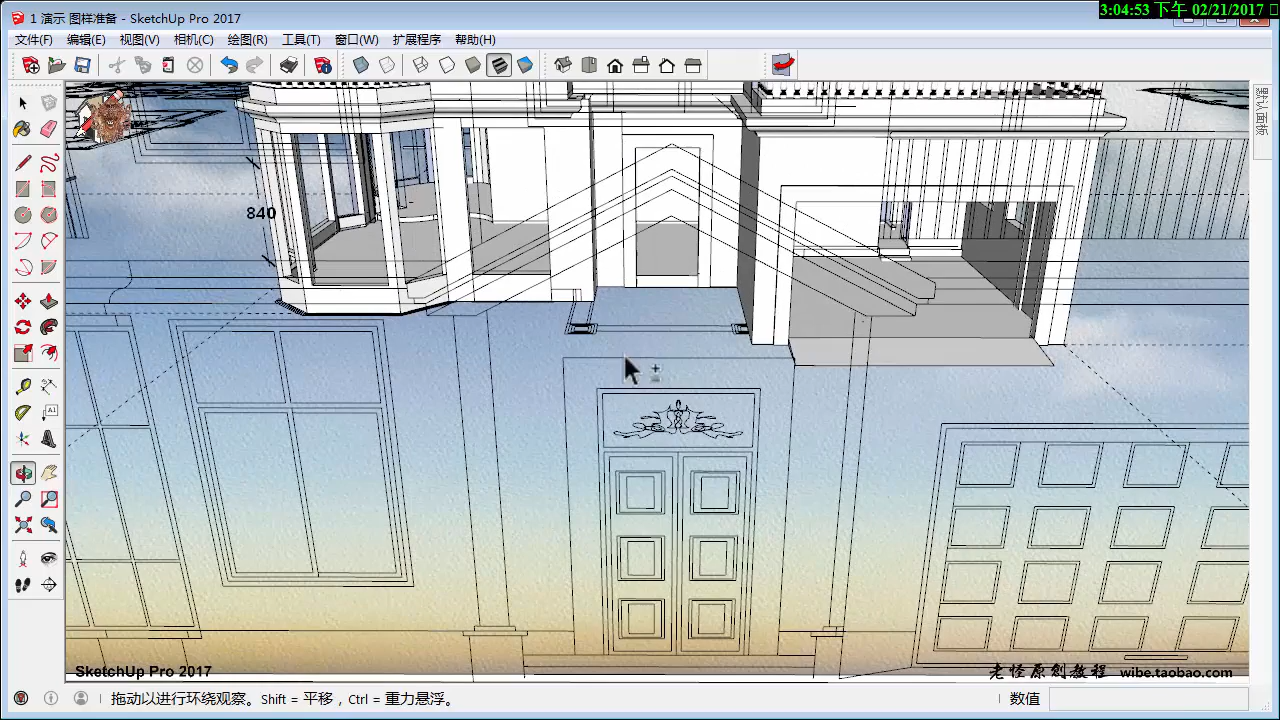 3:04:53 下午 02/21/2017
1 演示 图样准备 - SketchUp Pro 2017
文件(F) 编辑(E) 视图(V) 相机(C) 绘图(R) 工具(T) 窗口(W) 扩展程序 帮助(H)
默认面板
840
A1
SketchUp Pro 2017
老怪原创教程 wibe.taobao.com
拖动以进行环绕观察。Shift = 平移，Ctrl = 重力悬浮。
数值